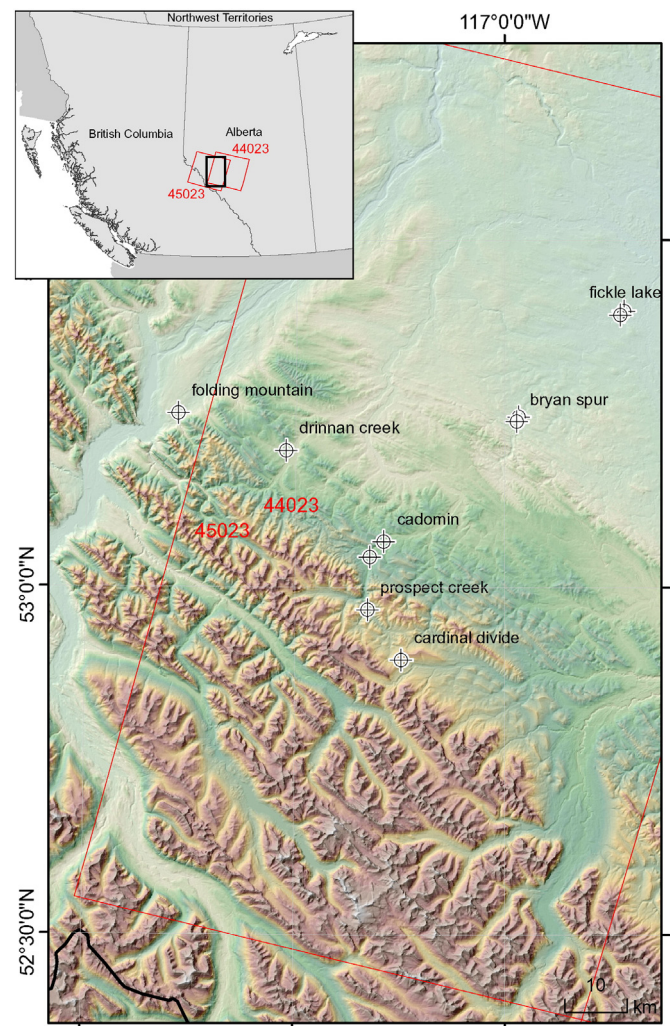 117°0'0"W
Northwest Territories
British Columbia
Alberta
44023
45023
fickle lake
folding mountain
bryan spur
drinnan creek
44023
45023
cadomin
53°0'0"N
prospect creek
cardinal divide
52°30'0"N
10
km